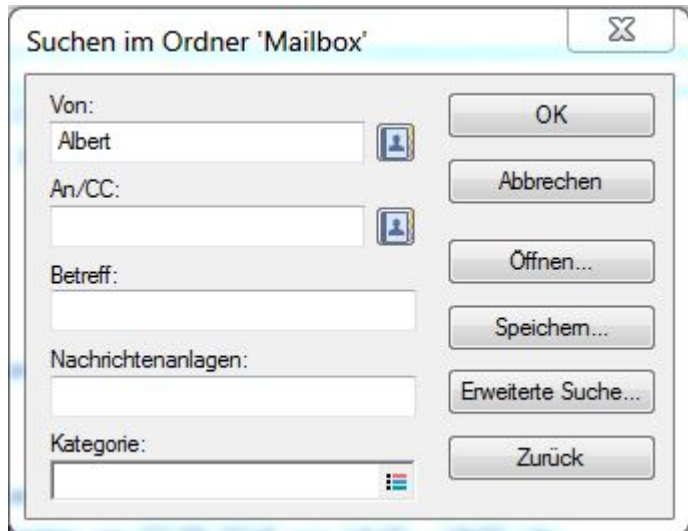 Suchen im Ordner 'Mailbox'
Von:
Albert
An/CC:
Betreff:
Nachrichtenanlagen:
Kategorie:
OK
Abbrechen
Öffnen...
Speichern...
Erweiterte Suche...
Zurück